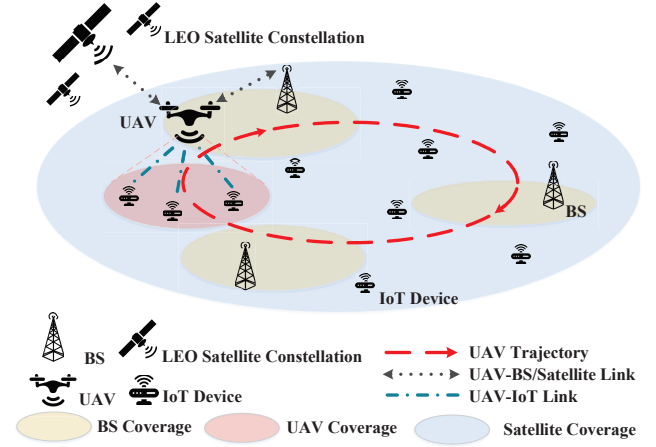 LEO Satellite Constellation
UAV
BS
IoT Device
BS
LEO Satellite Constellation
UAV Trajectory
UAV-BS/Satellite Link
UAV
IoT Device
UAV-IoT Link
BS Coverage
UAV Coverage
Satellite Coverage